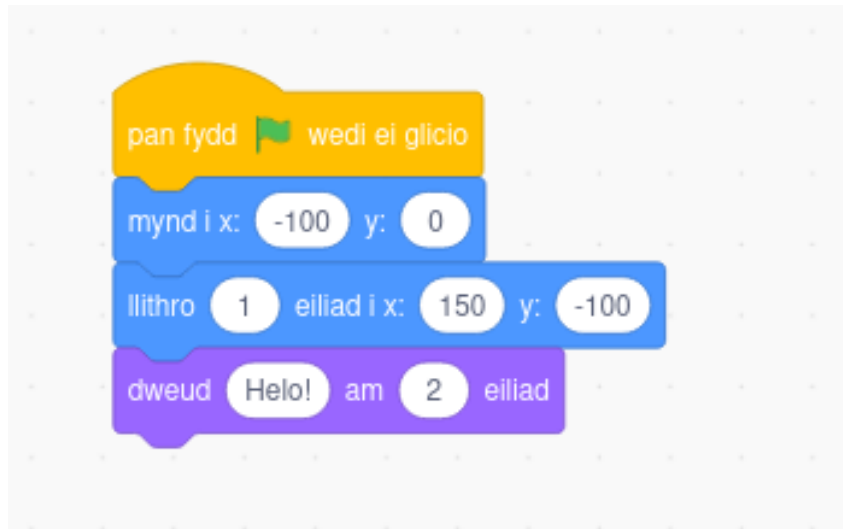 pan fydd wedi ei glicio
mynd i x: -100 y: 0
llithro 1 eiliad i x: 150 y: -100
dweud Helo! am 2 eiliad